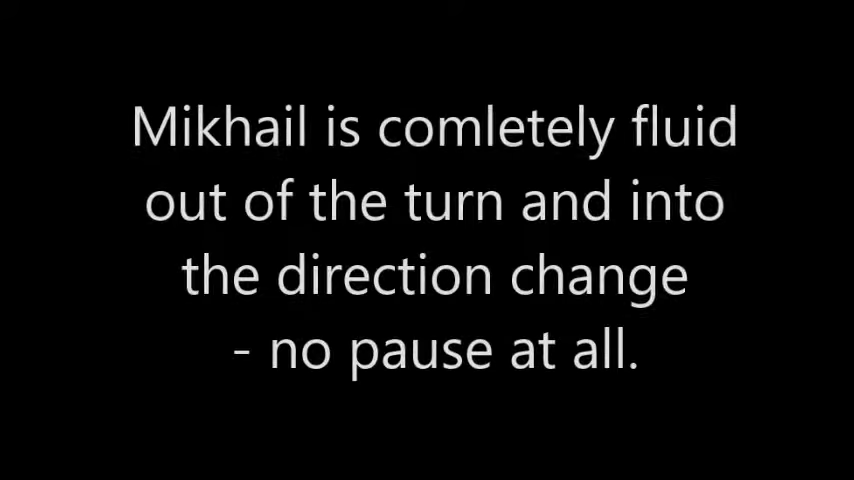 Mikhail is comletely fluid
out of the turn and into
the direction change
- no pause at all.